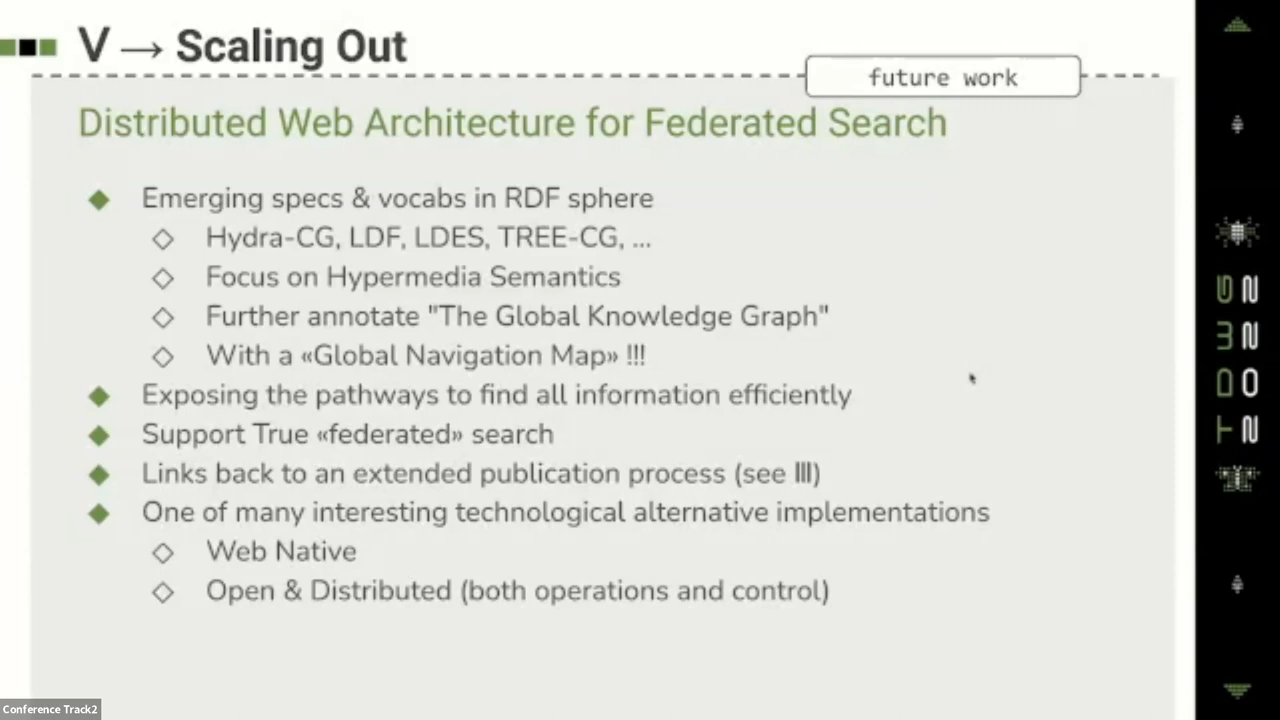 V → Scaling Out
future work
Distributed Web Architecture for Federated Search
◆ Emerging specs & vocabs in RDF sphere
◇ Hydra-CG, LDF, LDES, TREE-CG, ...
◇ Focus on Hypermedia Semantics
◇ Further annotate "The Global Knowledge Graph"
◇ With a «Global Navigation Map» !!!
◆ Exposing the pathways to find all information efficiently
◆ Support True «federated» search
◆ Links back to an extended publication process (see III)
◆ One of many interesting technological alternative implementations
◇ Web Native
◇ Open & Distributed (both operations and control)
Conference Track2